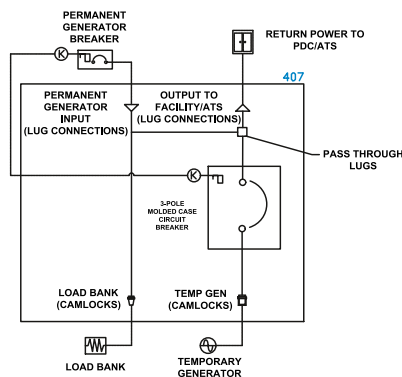 PERMANENT
GENERATOR
BREAKER
RETURN POWER TO
PDC/ATS
K
407
PERMANENT
GENERATOR
INPUT
(LUG CONNECTIONS)
OUTPUT TO
FACILITY/ATS
(LUG CONNECTIONS)
PASS THROUGH
LUGS
K
3-POLE
MOLDED CASE
CIRCUIT
BREAKER
LOAD BANK
(CAMLOCKS)
TEMP GEN
(CAMLOCKS)
LOAD BANK
TEMPORARY
GENERATOR